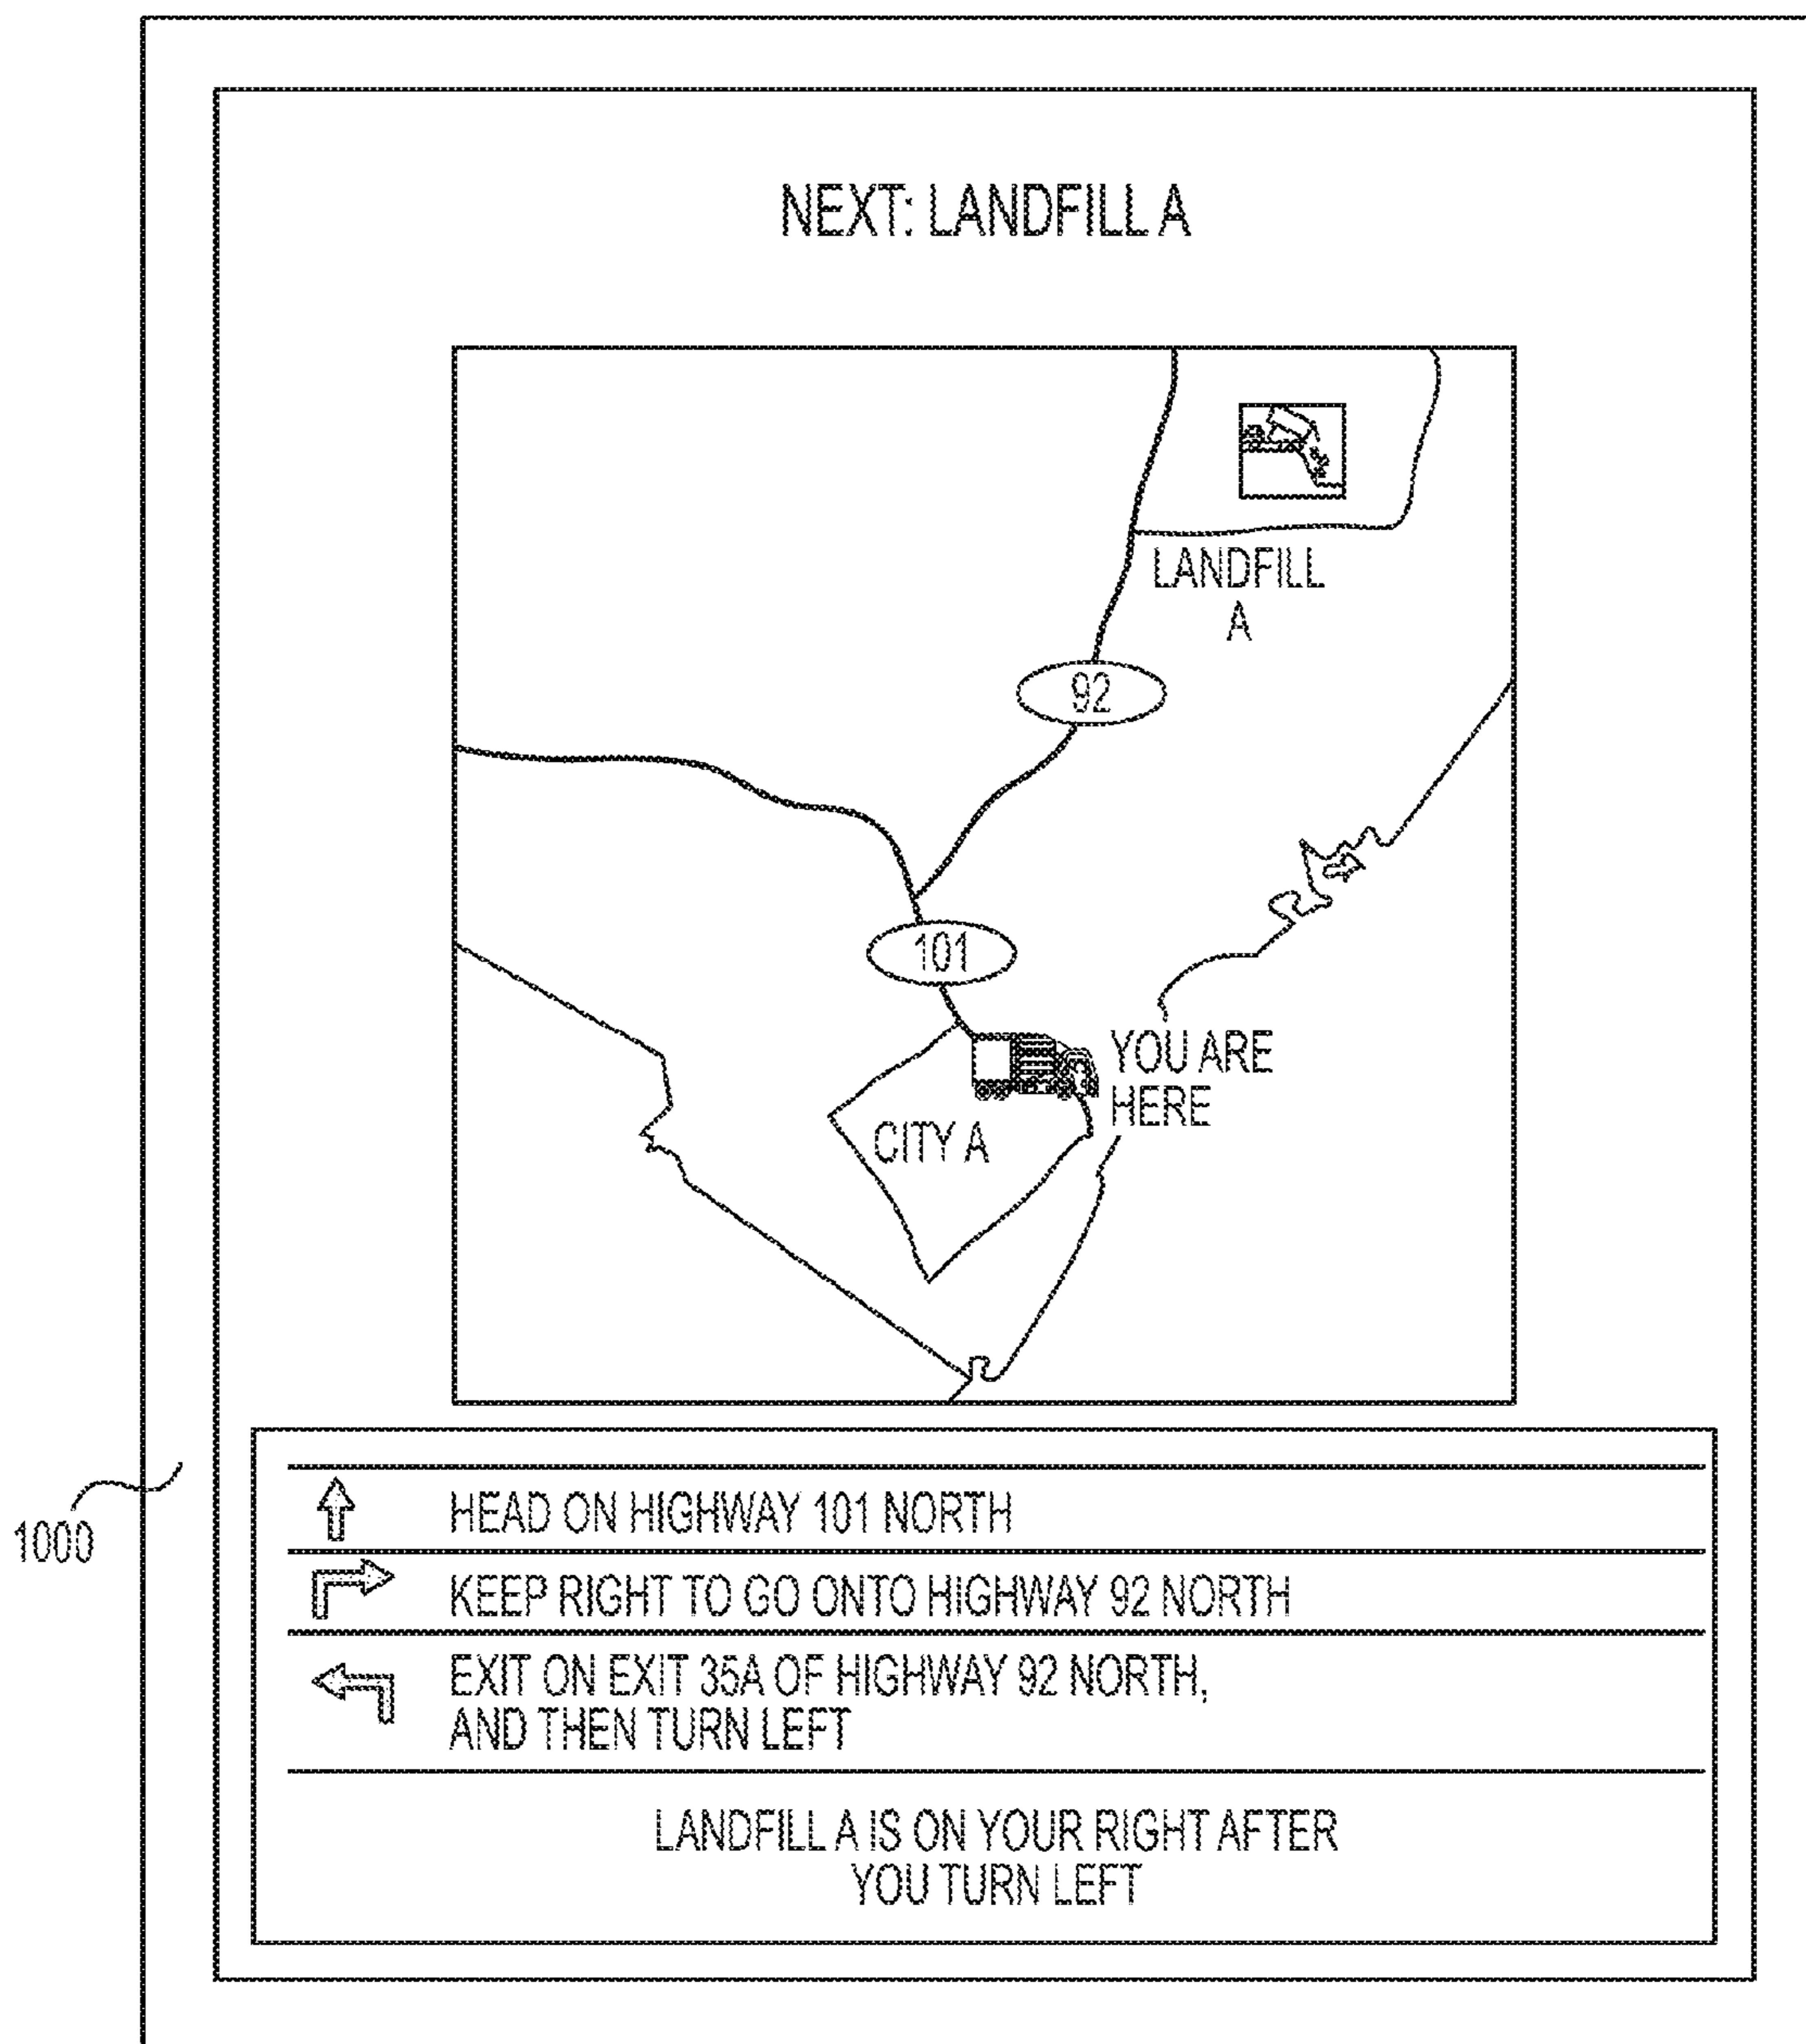 NEXT: LANDFILL A
LANDFILL
A
92
101
YOU ARE
HERE
CITY A
1000
HEAD ON HIGHWAY 101 NORTH
KEEP RIGHT TO GO ONTO HIGHWAY 92 NORTH
EXIT ON EXIT 35A OF HIGHWAY 92 NORTH,
AND THEN TURN LEFT
LANDFILL A IS ON YOUR RIGHT AFTER
YOU TURN LEFT